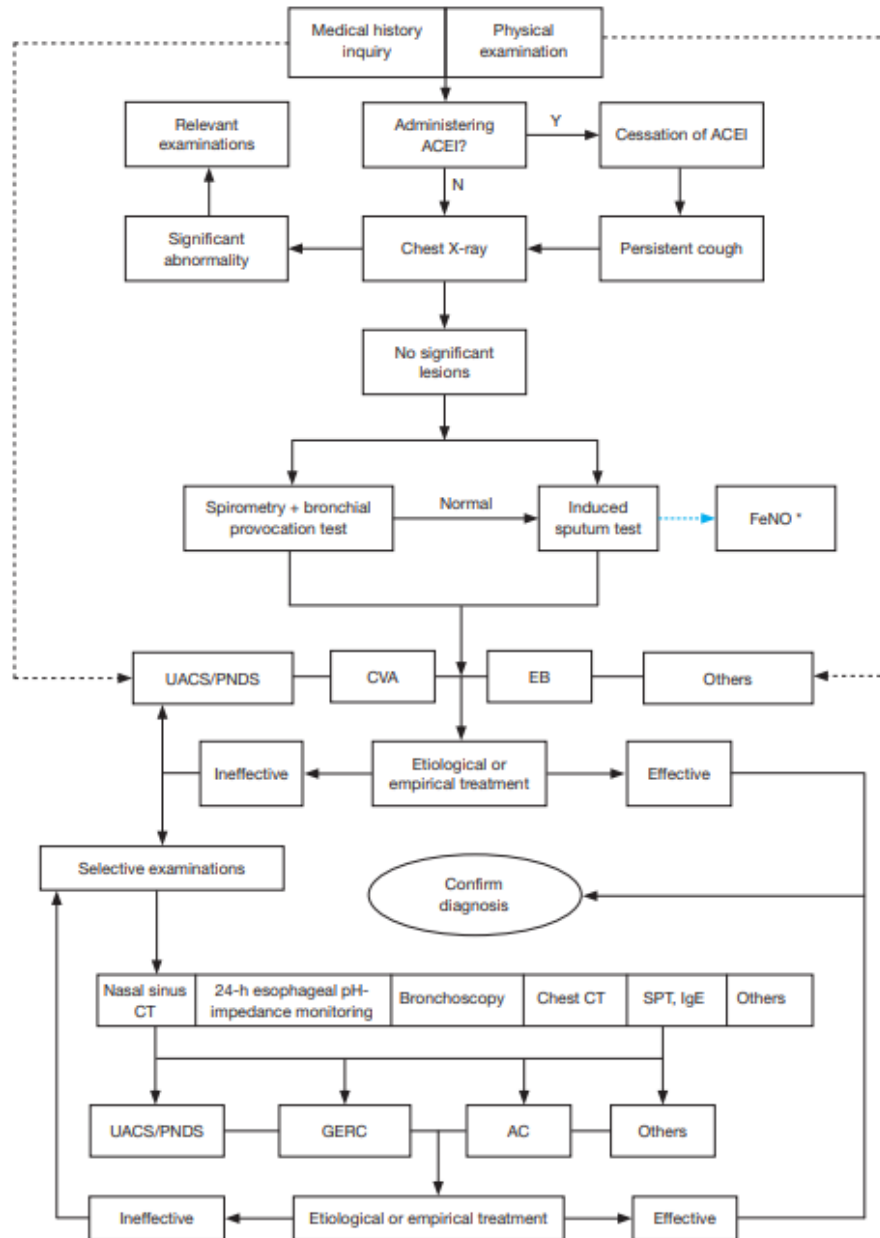 Medical history
inquiry
Physical
examination
Relevant
examinations
Administering
ACEI?
Y
Cessation of ACEI
N
Significant
abnormality
Chest X-ray
Persistent cough
No significant
lesions
Spirometry + bronchial
provocation test
Normal
Induced
sputum test
FeNO *
UACS/PNDS
CVA
EB
Others
Ineffective
Etiological or
empirical treatment
Effective
Selective examinations
Confirm
diagnosis
Nasal sinus
CT
24-h esophageal pH-
impedance monitoring
Bronchoscopy
Chest CT
SPT, IgE
Others
UACS/PNDS
GERC
AC
Others
Ineffective
Etiological or empirical treatment
Effective